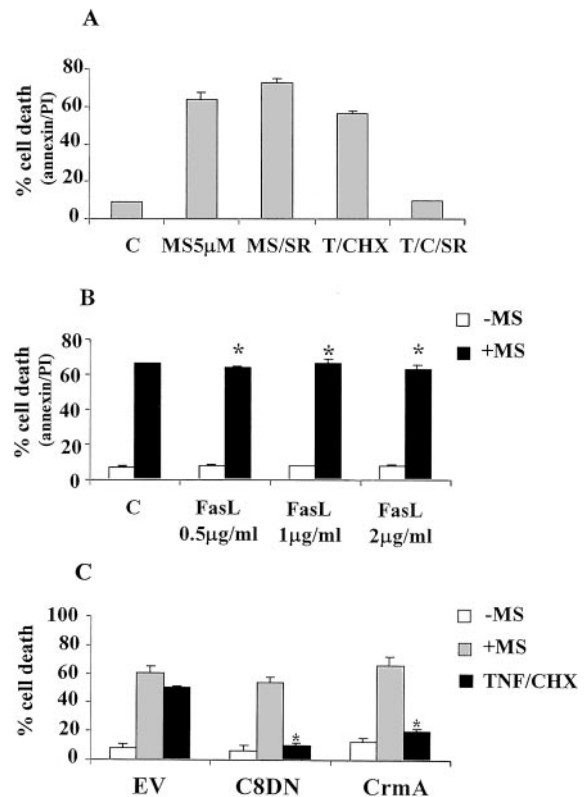 A
% cell death
(annexin/PI)
80
60
40
20
0
C MS5μM MS/SR T/CHX T/C/SR
B
% cell death
(annexin/PI)
80
60
40
20
0
* * *
-MS
+MS
C FasL FasL FasL
0.5μg/ml 1μg/ml 2μg/ml
C
% cell death
100
80
60
40
20
0
* *
-MS
+MS
TNF/CHX
EV C8DN CrmA